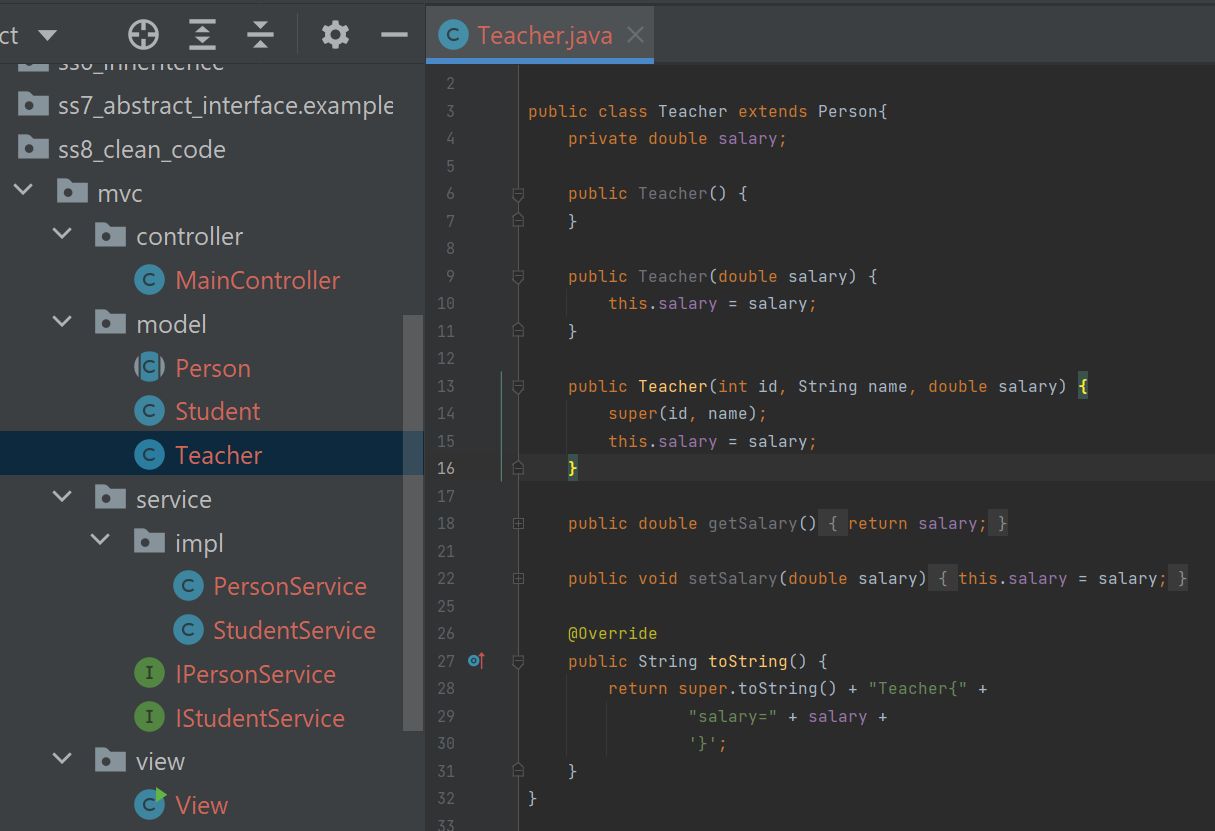 ct
Teacher.java
ss6_inheritence
ss7_abstract_interface.example
ss8_clean_code
mvc
controller
C MainController
model
C Person
C Student
C Teacher
service
impl
C PersonService
C StudentService
I IPersonService
I IStudentService
view
C View
2
3 public class Teacher extends Person{
4 private double salary;
5
6 public Teacher() {
7 }
8
9 public Teacher(double salary) {
10 this.salary = salary;
11 }
12
13 public Teacher(int id, String name, double salary) {
14 super(id, name);
15 this.salary = salary;
16 }
17
18 public double getSalary() { return salary; }
21
22 public void setSalary(double salary) { this.salary = salary; }
25
26 @Override
27 public String toString() {
28 return super.toString() + "Teacher{" +
29 "salary=" + salary +
30 '}';
31 }
32 }
33